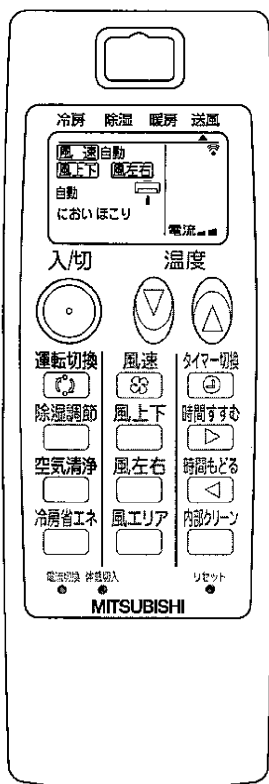 冷房 除湿 暖房 送風
風 速 自動
風上下 風左右
自動
におい ほこり
電流
入/切 温度
運転切換 風速 タイマー切換
除湿調節 風上下 時間すすむ
空気清浄 風左右 時間もどる
冷房省エネ 風エリア 内部クリーン
電流切換 体感切入 リセット
MITSUBISHI